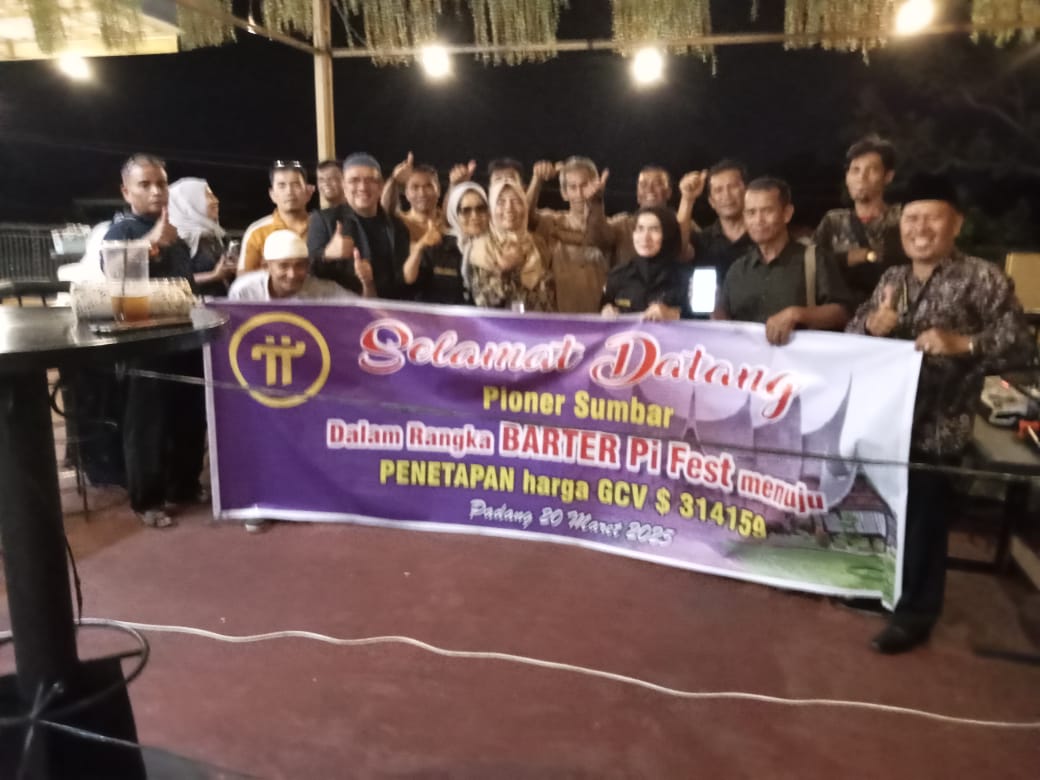 Selamat Datang
Pioner Sumbar
Dalam Rangka BARTER Pi Fest menuju
PENETAPAN harga GCV $ 314159
Padang 20 Maret 2025